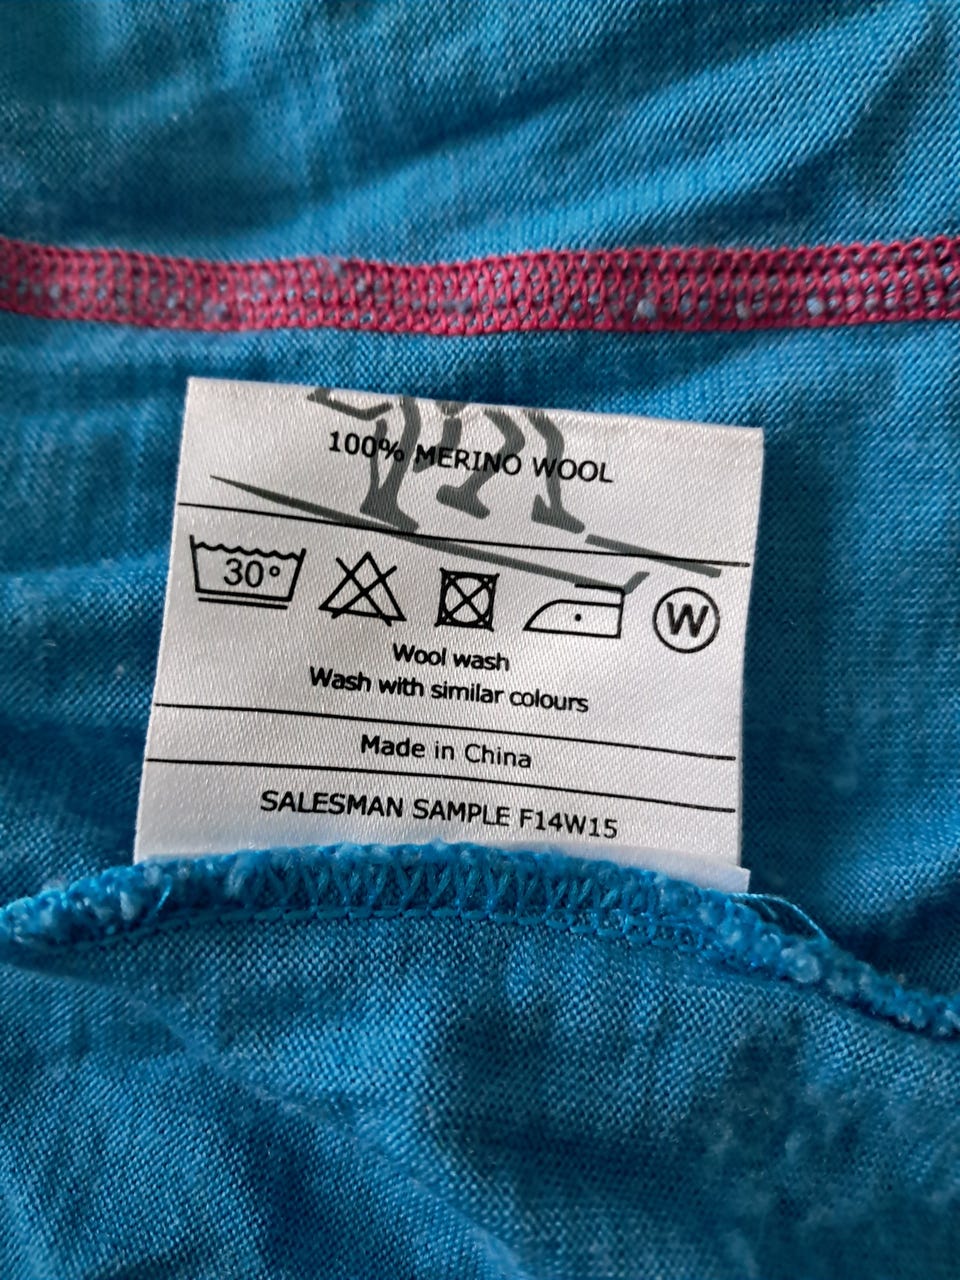 100% MERINO WOOL
30°
W
Wool wash
Wash with similar colours
Made in China
SALESMAN SAMPLE F14W15